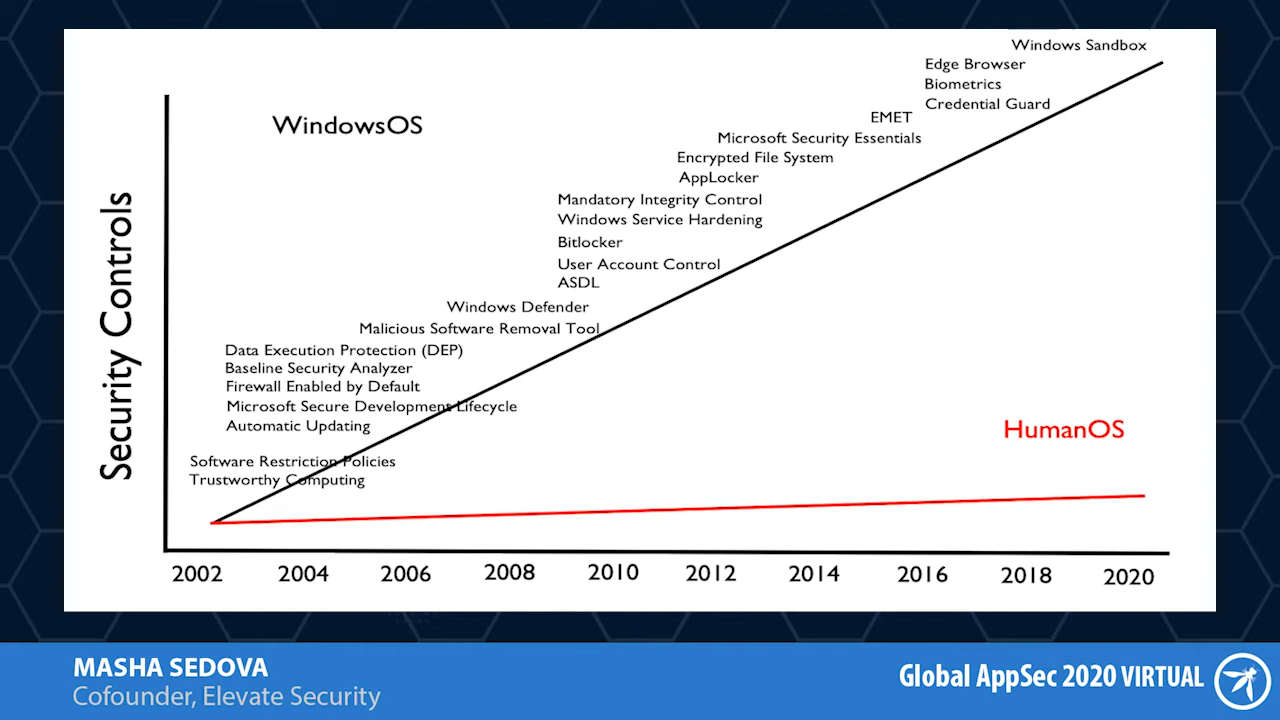 Windows Sandbox
Edge Browser
Biometrics
Credential Guard
EMET
WindowsOS
Microsoft Security Essentials
Encrypted File System
AppLocker
Mandatory Integrity Control
Windows Service Hardening
Bitlocker
User Account Control
ASDL
Windows Defender
Malicious Software Removal Tool
Data Execution Protection (DEP)
Baseline Security Analyzer
Firewall Enabled by Default
Microsoft Secure Development Lifecycle
Automatic Updating
Software Restriction Policies
Trustworthy Computing
Security Controls
HumanOS
2002 2004 2006 2008 2010 2012 2014 2016 2018 2020
MASHA SEDOVA
Cofounder, Elevate Security
Global AppSec 2020 VIRTUAL